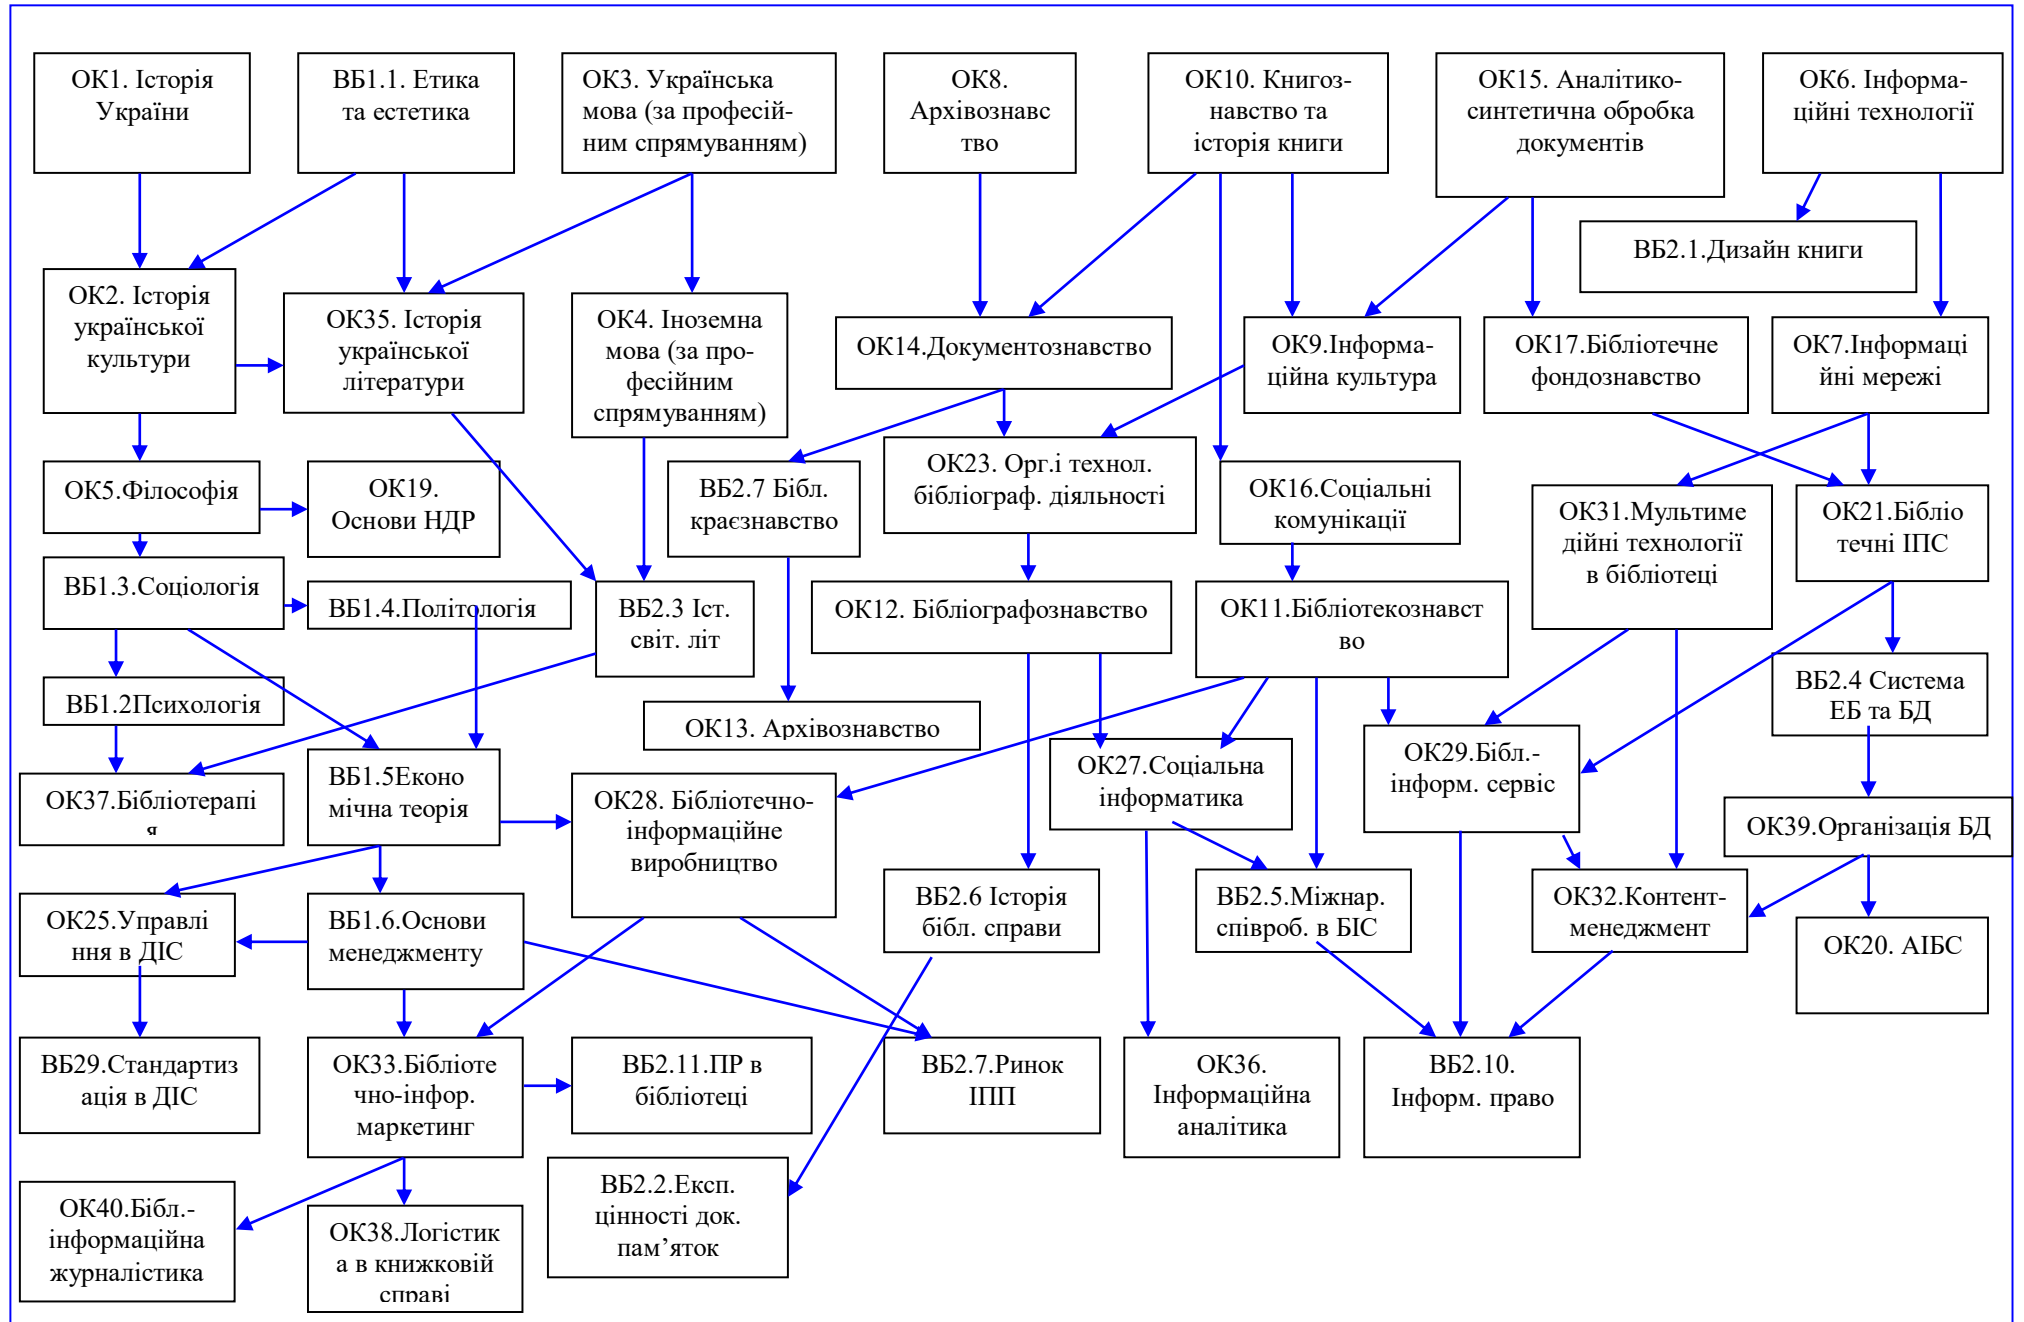 ОК1. Історія
України
ВБ1.1. Етика
та естетика
ОК3. Українська
мова (за професій-
ним спрямуванням)
ОК8.
Архівознавс
тво
ОК10. Книгоз-
навство та
історія книги
ОК15. Аналітико-
синтетична обробка
документів
ОК6. Інформа-
ційні технології
ВБ2.1.Дизайн книги
ОК2. Історія
української
культури
ОК35. Історія
української
літератури
ОК4. Іноземна
мова (за про-
фесійним
спрямуванням)
ОК14.Документознавство
ОК9.Інформа-
ційна культура
ОК17.Бібліотечне
фондознавство
ОК7.Інформаці
йні мережі
ОК5.Філософія
ОК19.
Основи НДР
ВБ2.7 Бібл.
краєзнавство
ОК23. Орг.і технол.
бібліограф. діяльності
ОК16.Соціальні
комунікації
ОК31.Мультиме
дійні технології
в бібліотеці
ОК21.Бібліо
течні ІПС
ВБ1.3.Соціологія
ВБ1.4.Політологія
ВБ2.3 Іст.
світ. літ
ОК12. Бібліографознавство
ОК11.Бібліотекознавст
во
ВБ1.2Психологія
ОК13. Архівознавство
ВБ2.4 Система
ЕБ та БД
ОК37.Бібліотерапі
я
ВБ1.5Еконо
мічна теорія
ОК28. Бібліотечно-
інформаційне
виробництво
ОК27.Соціальна
інформатика
ОК29.Бібл.-
інформ. сервіс
ОК39.Організація БД
ОК25.Управлі
ння в ДІС
ВБ1.6.Основи
менеджменту
ВБ2.6 Історія
бібл. справи
ВБ2.5.Міжнар.
співроб. в БІС
ОК32.Контент-
менеджмент
ОК20. АІБС
ВБ29.Стандартиз
ація в ДІС
ОК33.Бібліоте
чно-інфор.
маркетинг
ВБ2.11.ПР в
бібліотеці
ВБ2.7.Ринок
ІПП
ОК36.
Інформаційна
аналітика
ВБ2.10.
Інформ. право
ОК40.Бібл.-
інформаційна
журналістика
ОК38.Логістик
а в книжковій
справі
ВБ2.2.Експ.
цінності док.
пам’яток